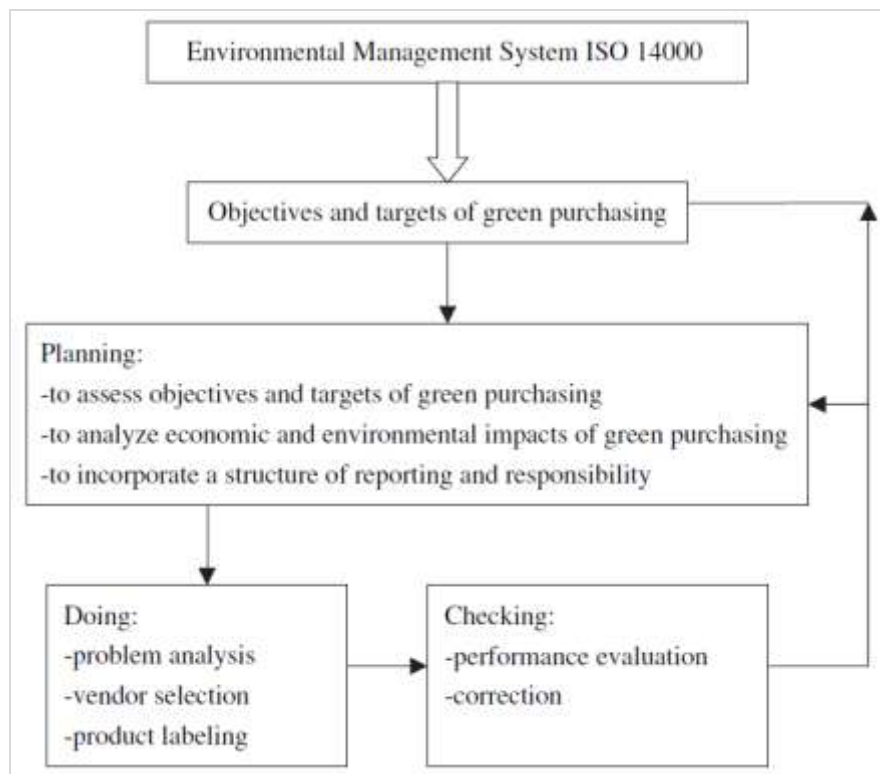 Environmental Management System ISO 14000
Objectives and targets of green purchasing
Planning:
-to assess objectives and targets of green purchasing
-to analyze economic and environmental impacts of green purchasing
-to incorporate a structure of reporting and responsibility
Doing:
-problem analysis
-vendor selection
-product labeling
Checking:
-performance evaluation
-correction